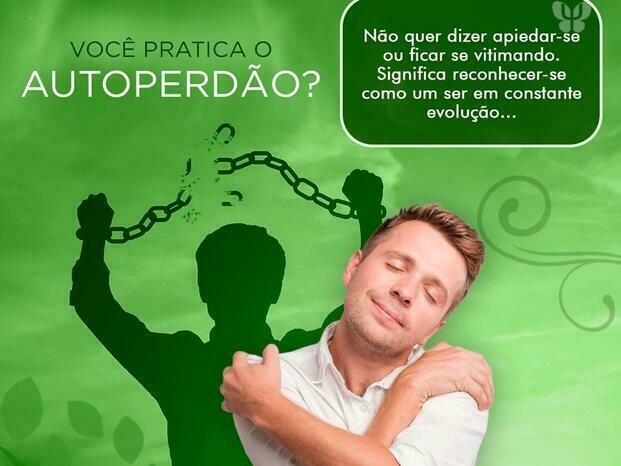 VOCÊ PRATICA O
AUTOPERDÃO?
Não quer dizer apiedar-se
ou ficar se vitimando.
Significa reconhecer-se
como um ser em constante
evolução...